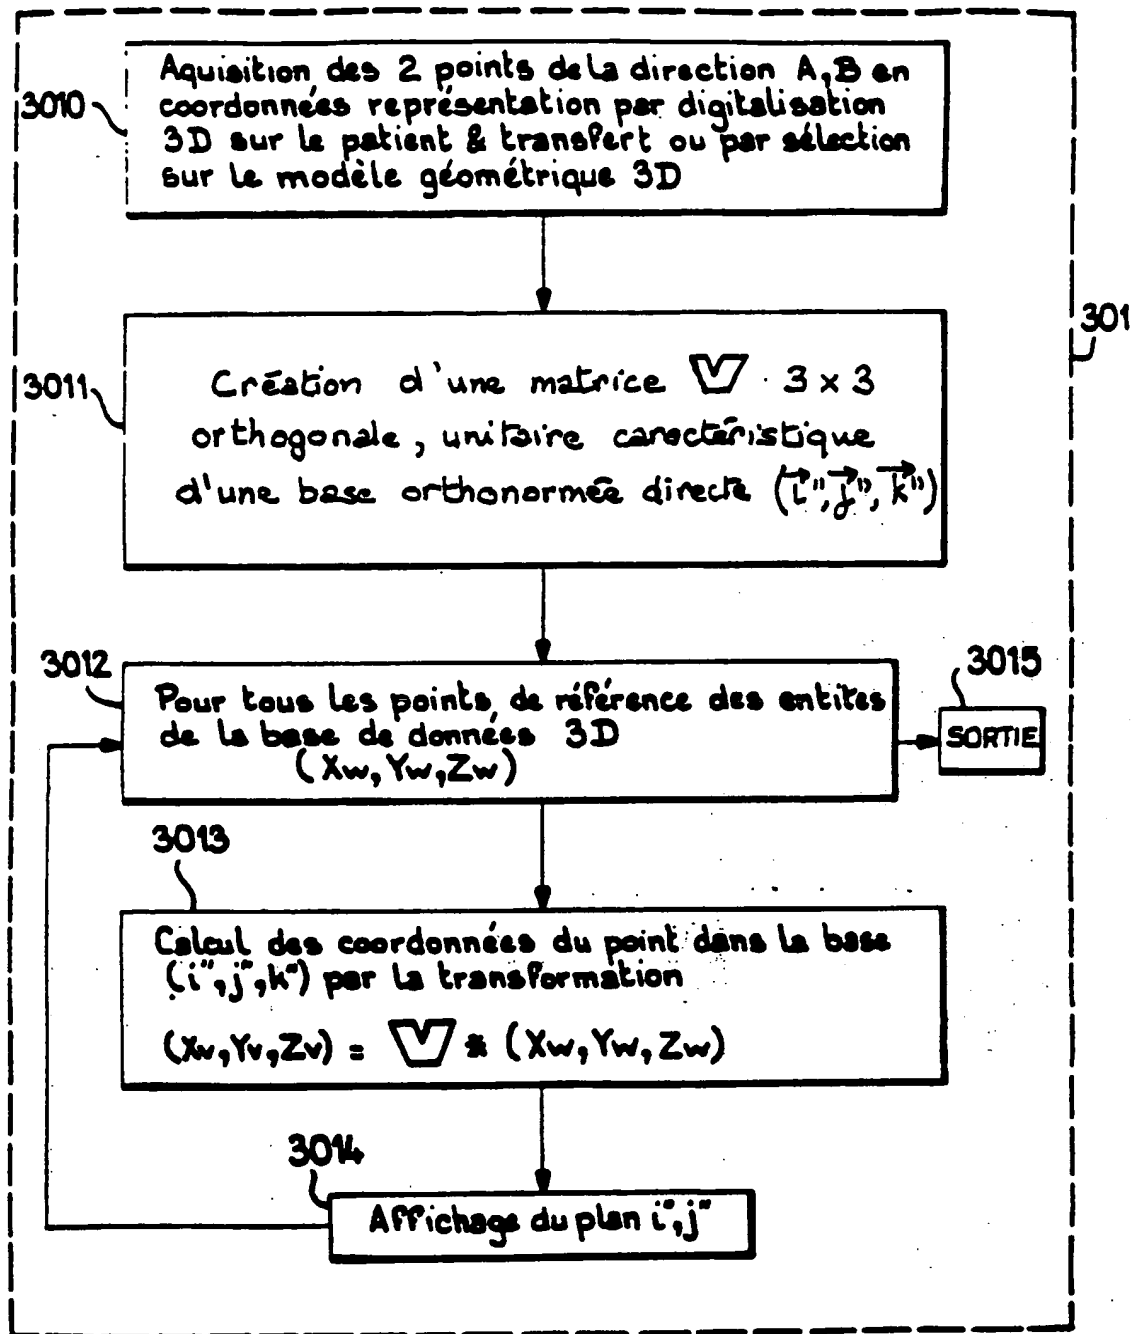 3010
Aquisition des 2 points de la direction A,B en
coordonnées représentation par digitalisation
3D sur le patient & transfert ou par sélection
sur le modèle géométrique 3D
301
3011
Création d'une matrice V 3 x 3
orthogonale, unitaire caractéristique
d'une base orthonormée directe (i", j", k")
3012
Pour tous les points de référence des entites
de la base de données 3D
(Xw, Yw, Zw)
3015
SORTIE
3013
Calcul des coordonnées du point dans la base
(i", j", k") par la transformation
(Xv, Yv, Zv) = V * (Xw, Yw, Zw)
3014
Affichage du plan i", j"